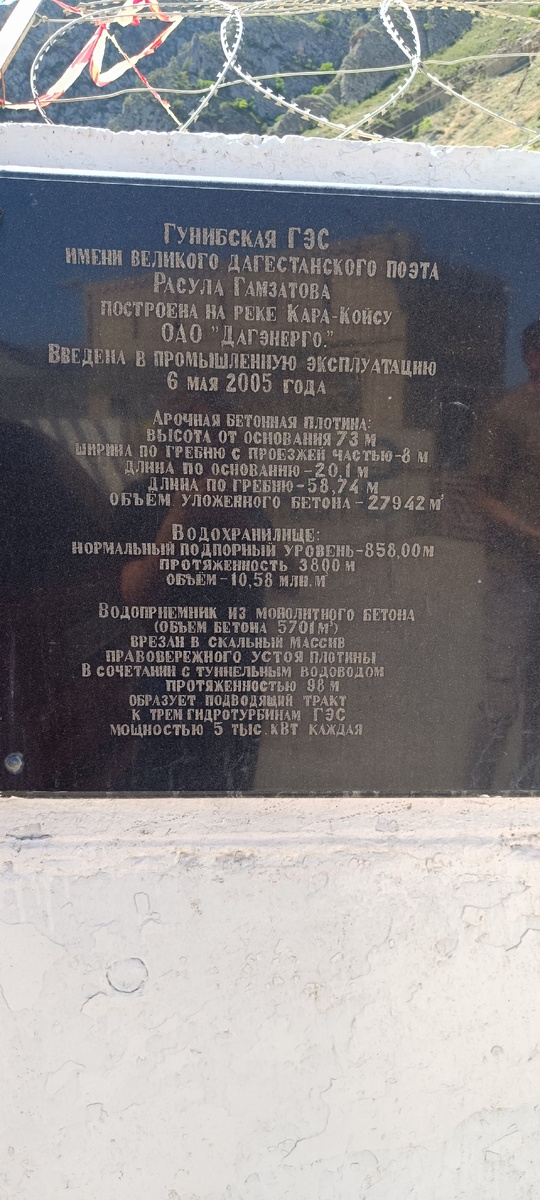 Гунибская ГЭС
имени великого дагестанского поэта
Расула Гамзатова
построена на реке Кара-Койсу
ОАО "Дагэнерго."
Введена в промышленную эксплуатацию
6 мая 2005 года
Арочная бетонная плотина:
высота от основания 73 м
ширина по гребню с проезжей частью-8 м
длина по основанию-20,1 м
длина по гребню-58,74 м
объём уложенного бетона-27942 м³
Водохранилище:
нормальный подпорный уровень-858,00м
протяженность 3800 м
объём-10,58 млн.м³
Водоприемник из монолитного бетона
(объем бетона 5701м³)
врезан в скальный массив
правобережного устоя плотины
В сочетании с туннельным водоводом
протяженностью 98 м
образует подводящий тракт
к трем гидротурбинам ГЭС
мощностью 5 тыс.кВт каждая